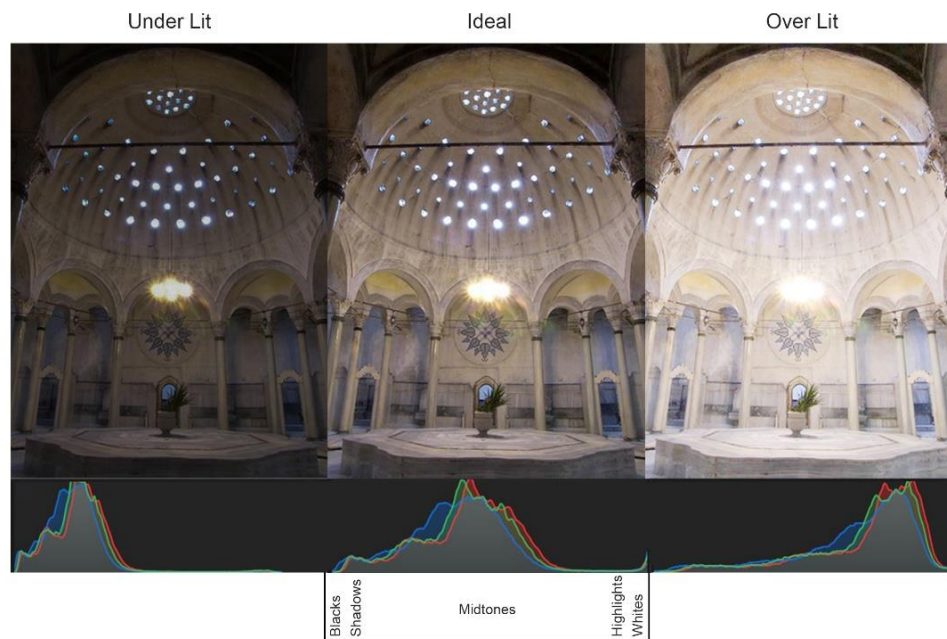 Under Lit
Ideal
Over Lit
Blacks
Shadows
Midtones
Highlights
Whites